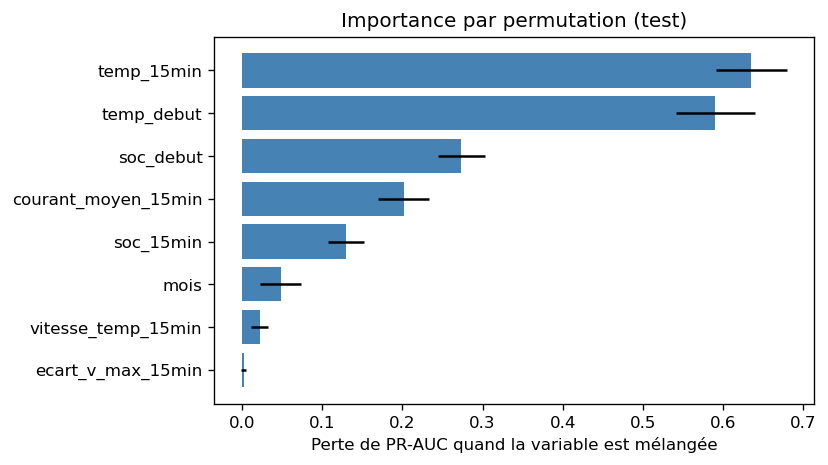 Importance par permutation (test)
temp_15min
temp_debut
soc_debut
courant_moyen_15min
soc_15min
mois
vitesse_temp_15min
ecart_v_max_15min
0.0 0.1 0.2 0.3 0.4 0.5 0.6 0.7
Perte de PR-AUC quand la variable est mélangée